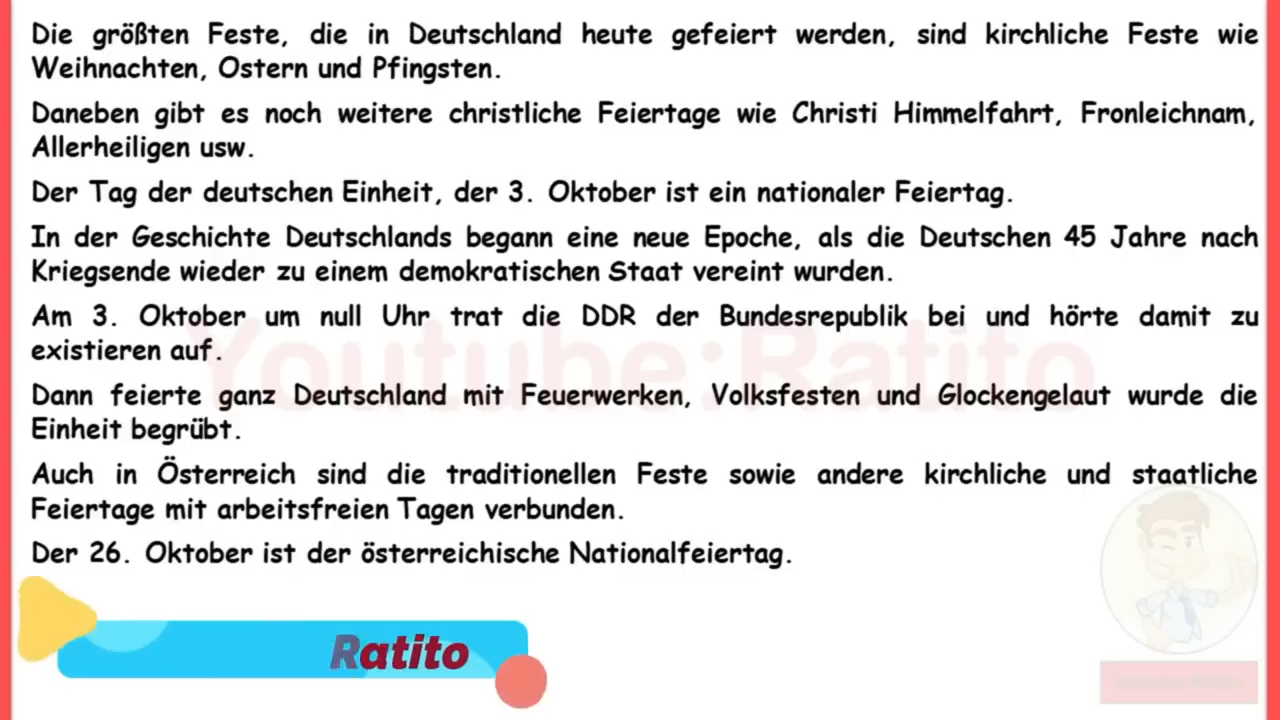 Die größten Feste, die in Deutschland heute gefeiert werden, sind kirchliche Feste wie
Weihnachten, Ostern und Pfingsten.
Daneben gibt es noch weitere christliche Feiertage wie Christi Himmelfahrt, Fronleichnam,
Allerheiligen usw.
Der Tag der deutschen Einheit, der 3. Oktober ist ein nationaler Feiertag.
In der Geschichte Deutschlands begann eine neue Epoche, als die Deutschen 45 Jahre nach
Kriegsende wieder zu einem demokratischen Staat vereint wurden.
Am 3. Oktober um null Uhr trat die DDR der Bundesrepublik bei und hörte damit zu
existieren auf.
Youtube:Ratito
Dann feierte ganz Deutschland mit Feuerwerken, Volksfesten und Glockengelaut wurde die
Einheit begrübt.
Auch in Österreich sind die traditionellen Feste sowie andere kirchliche und staatliche
Feiertage mit arbeitsfreien Tagen verbunden.
Der 26. Oktober ist der österreichische Nationalfeiertag.
Ratito